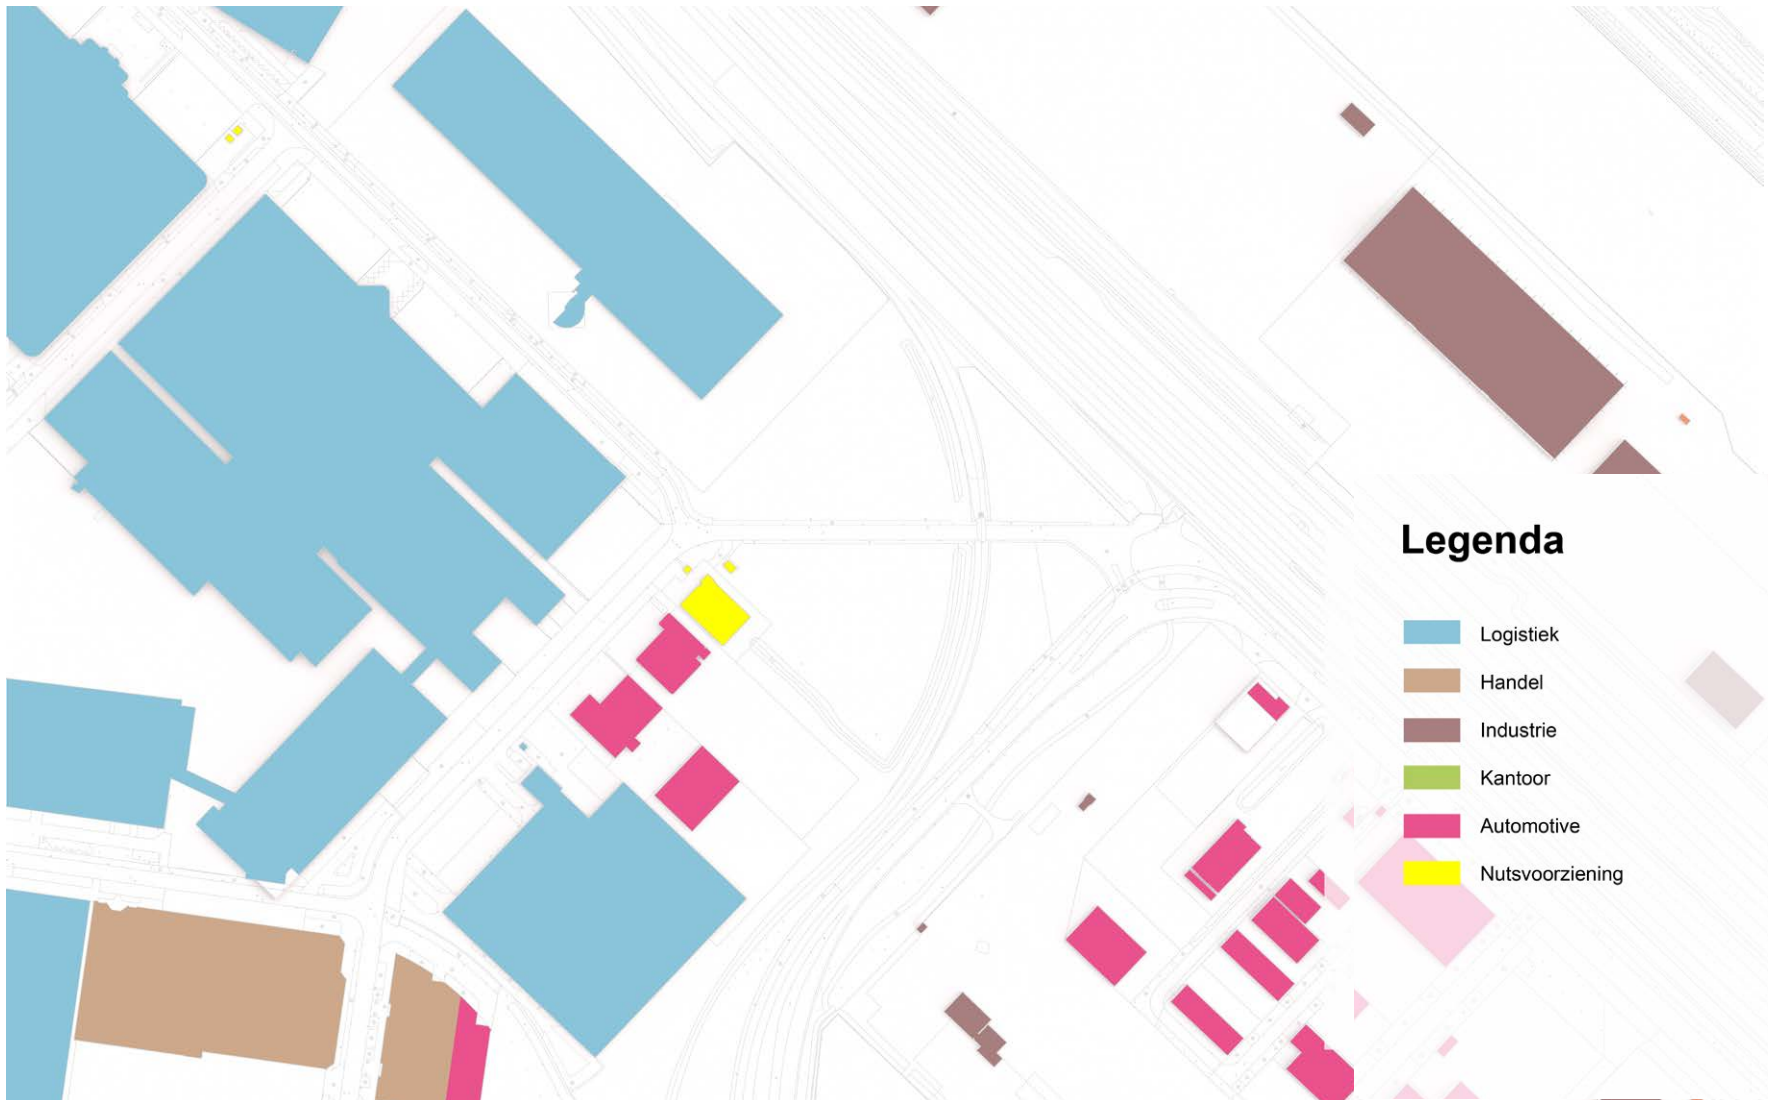 Legenda
Logistiek
Handel
Industrie
Kantoor
Automotive
Nutsvoorziening